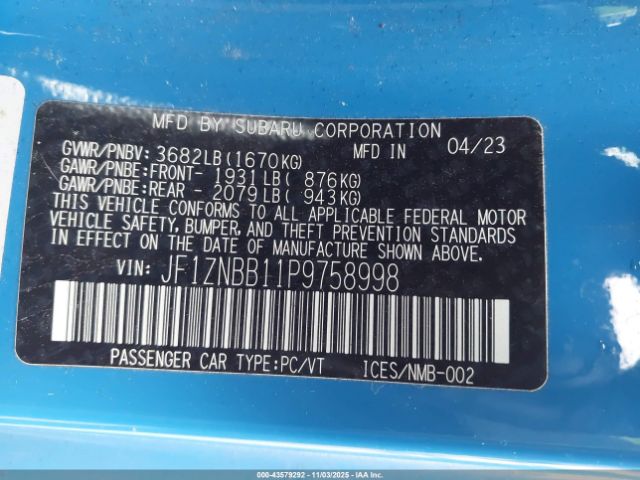 MFD BY SUBARU CORPORATION
GVWR/PNBV: 3682LB(1670KG) MFD IN 04/23
GAWR/PNBE:FRONT- 1931LB( 876KG)
GAWR/PNBE:REAR - 2079LB( 943KG)
THIS VEHICLE CONFORMS TO ALL APPLICABLE FEDERAL MOTOR
VEHICLE SAFETY, BUMPER, AND THEFT PREVENTION STANDARDS
IN EFFECT ON THE DATE OF MANUFACTURE SHOWN ABOVE.
VIN: JF1ZNBB11P9758998
PASSENGER CAR TYPE:PC/VT ICES/NMB-002
000-43579292 - 11/03/2025 - IAAI.COM